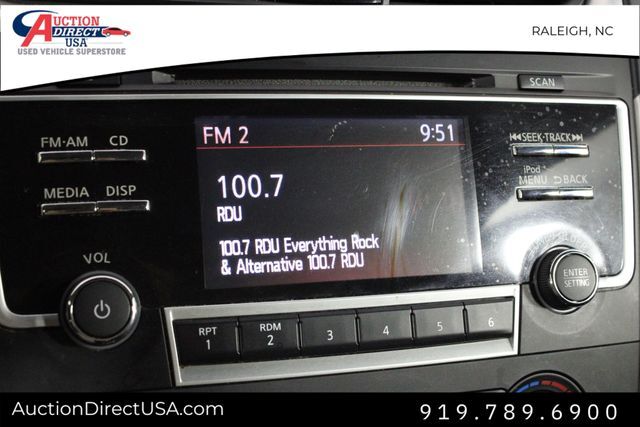 AUCTION
DIRECT
USA
USED VEHICLE SUPERSTORE
RALEIGH, NC
SCAN
FM·AM CD
MEDIA DISP
VOL
FM 2 9:51
100.7
RDU
100.7 RDU Everything Rock
& Alternative 100.7 RDU
SEEK·TRACK
iPod
MENU BACK
ENTER
SETTING
RPT
1
RDM
2
3
4
5
6
AuctionDirectUSA.com
919.789.6900